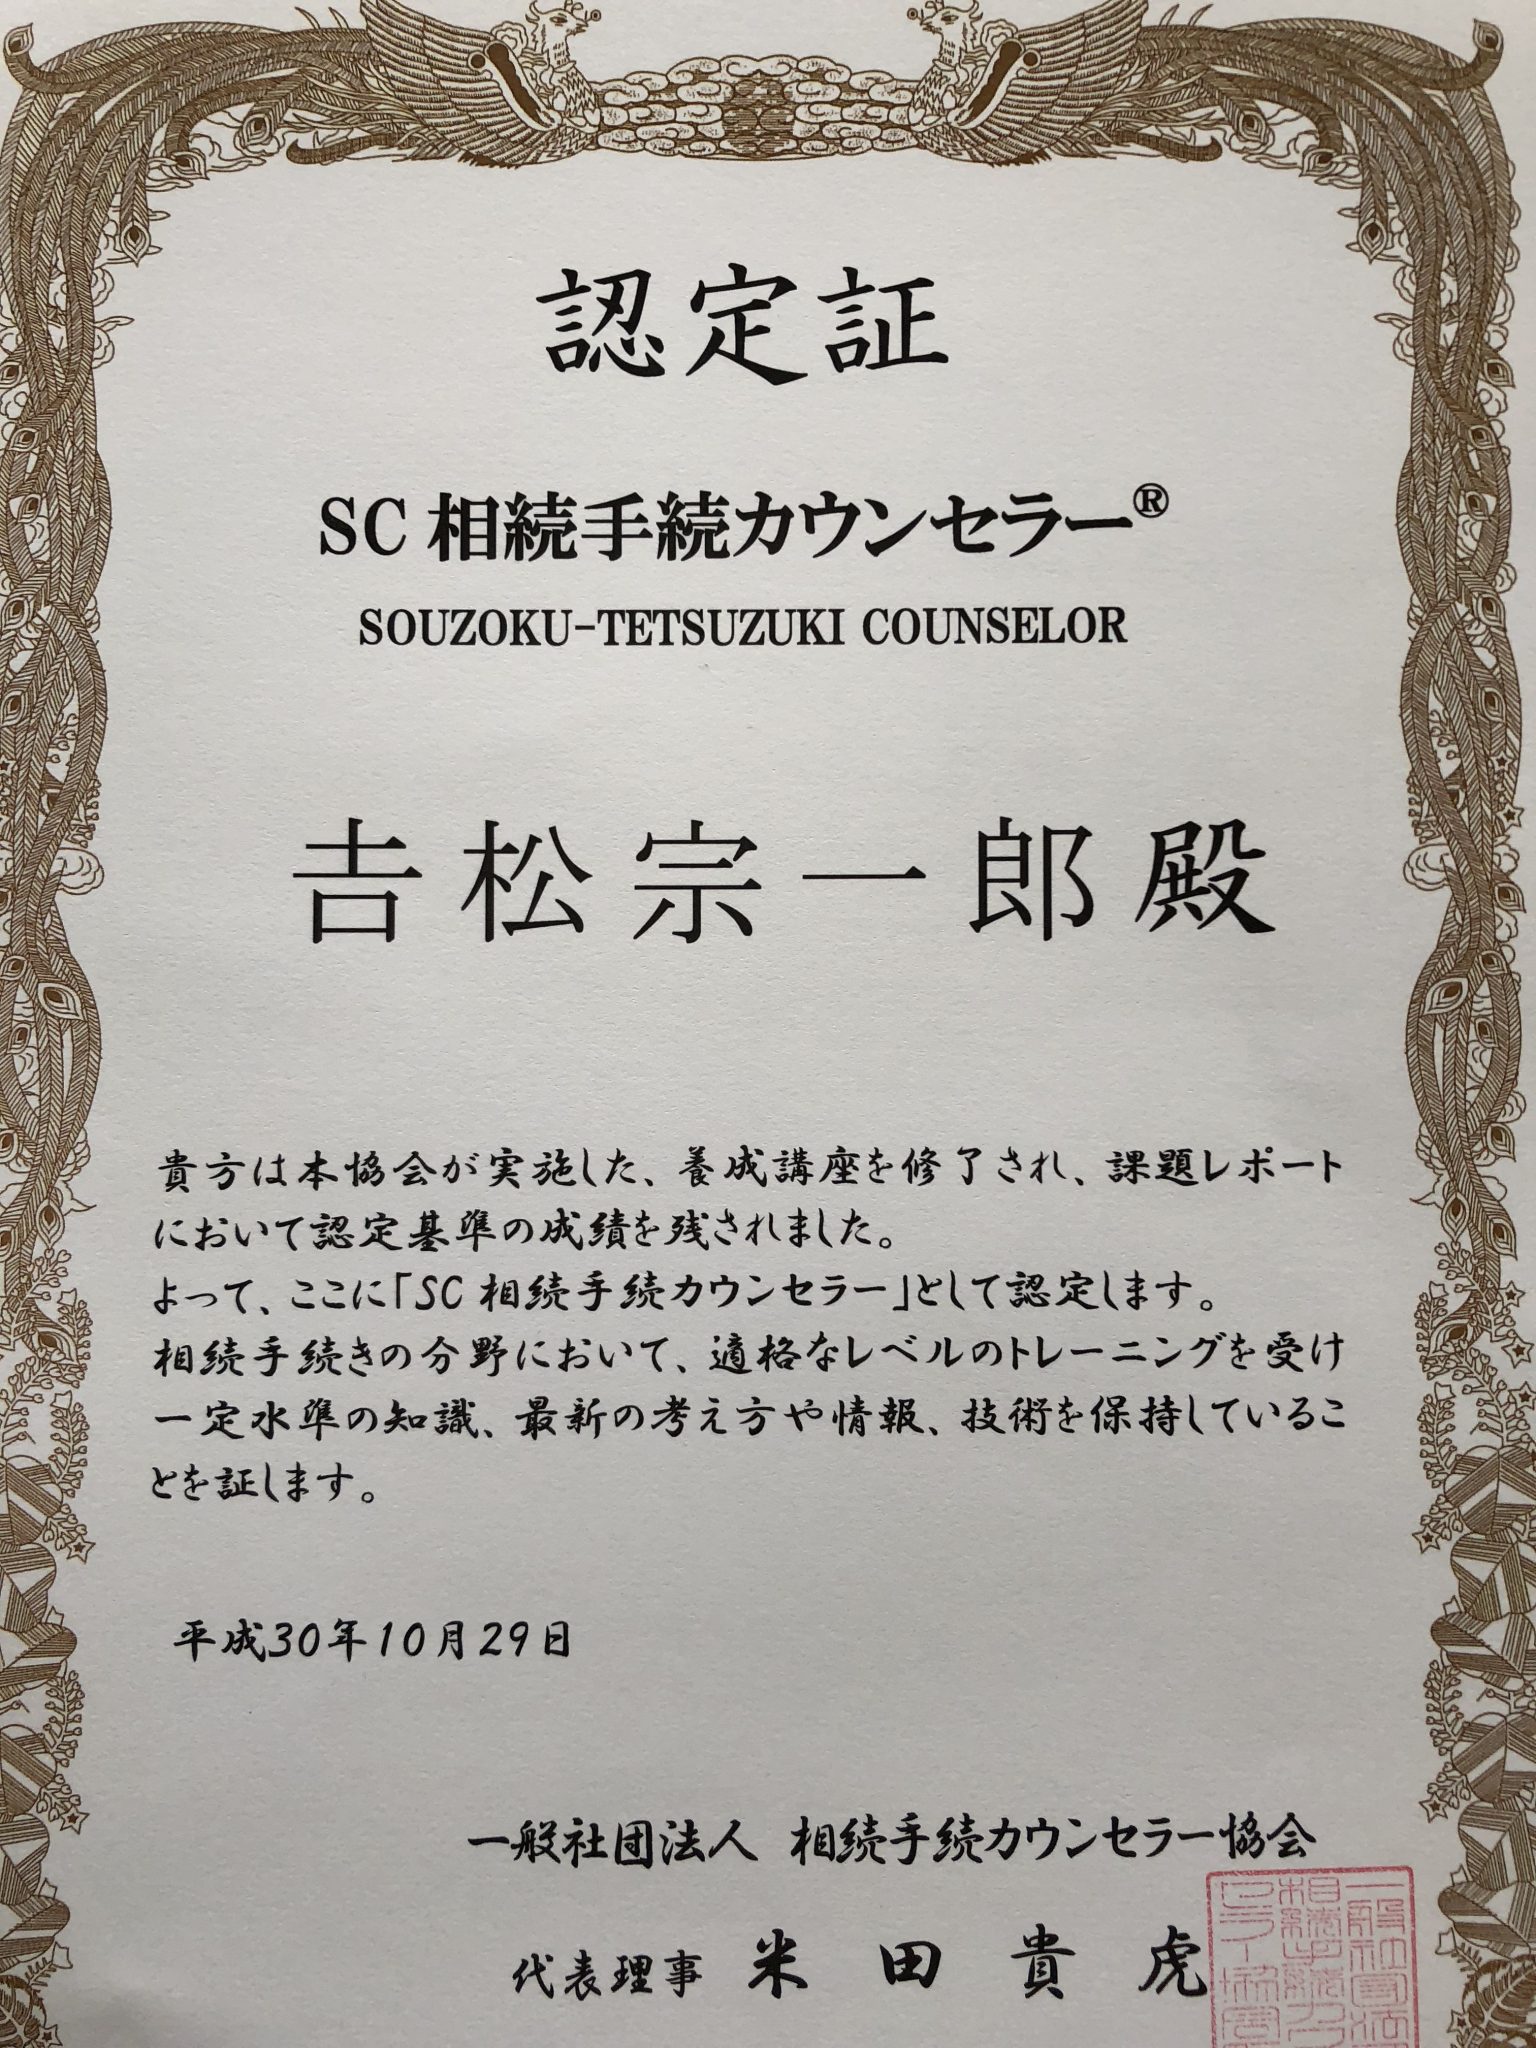 認定証
SC 相続手続カウンセラー®
SOUZOKU-TETSUZUKI COUNSELOR
𠮷松宗一郎殿
貴方は本協会が実施した、養成講座を修了され、課題レポート
において認定基準の成績を残されました。
よって、ここに「SC 相続手続カウンセラー」として認定します。
相続手続きの分野において、適格なレベルのトレーニングを受け
一定水準の知識、最新の考え方や情報、技術を保持しているこ
とを証します。
平成30年10月29日
一般社団法人 相続手続カウンセラー協会
代表理事 米田貴虎